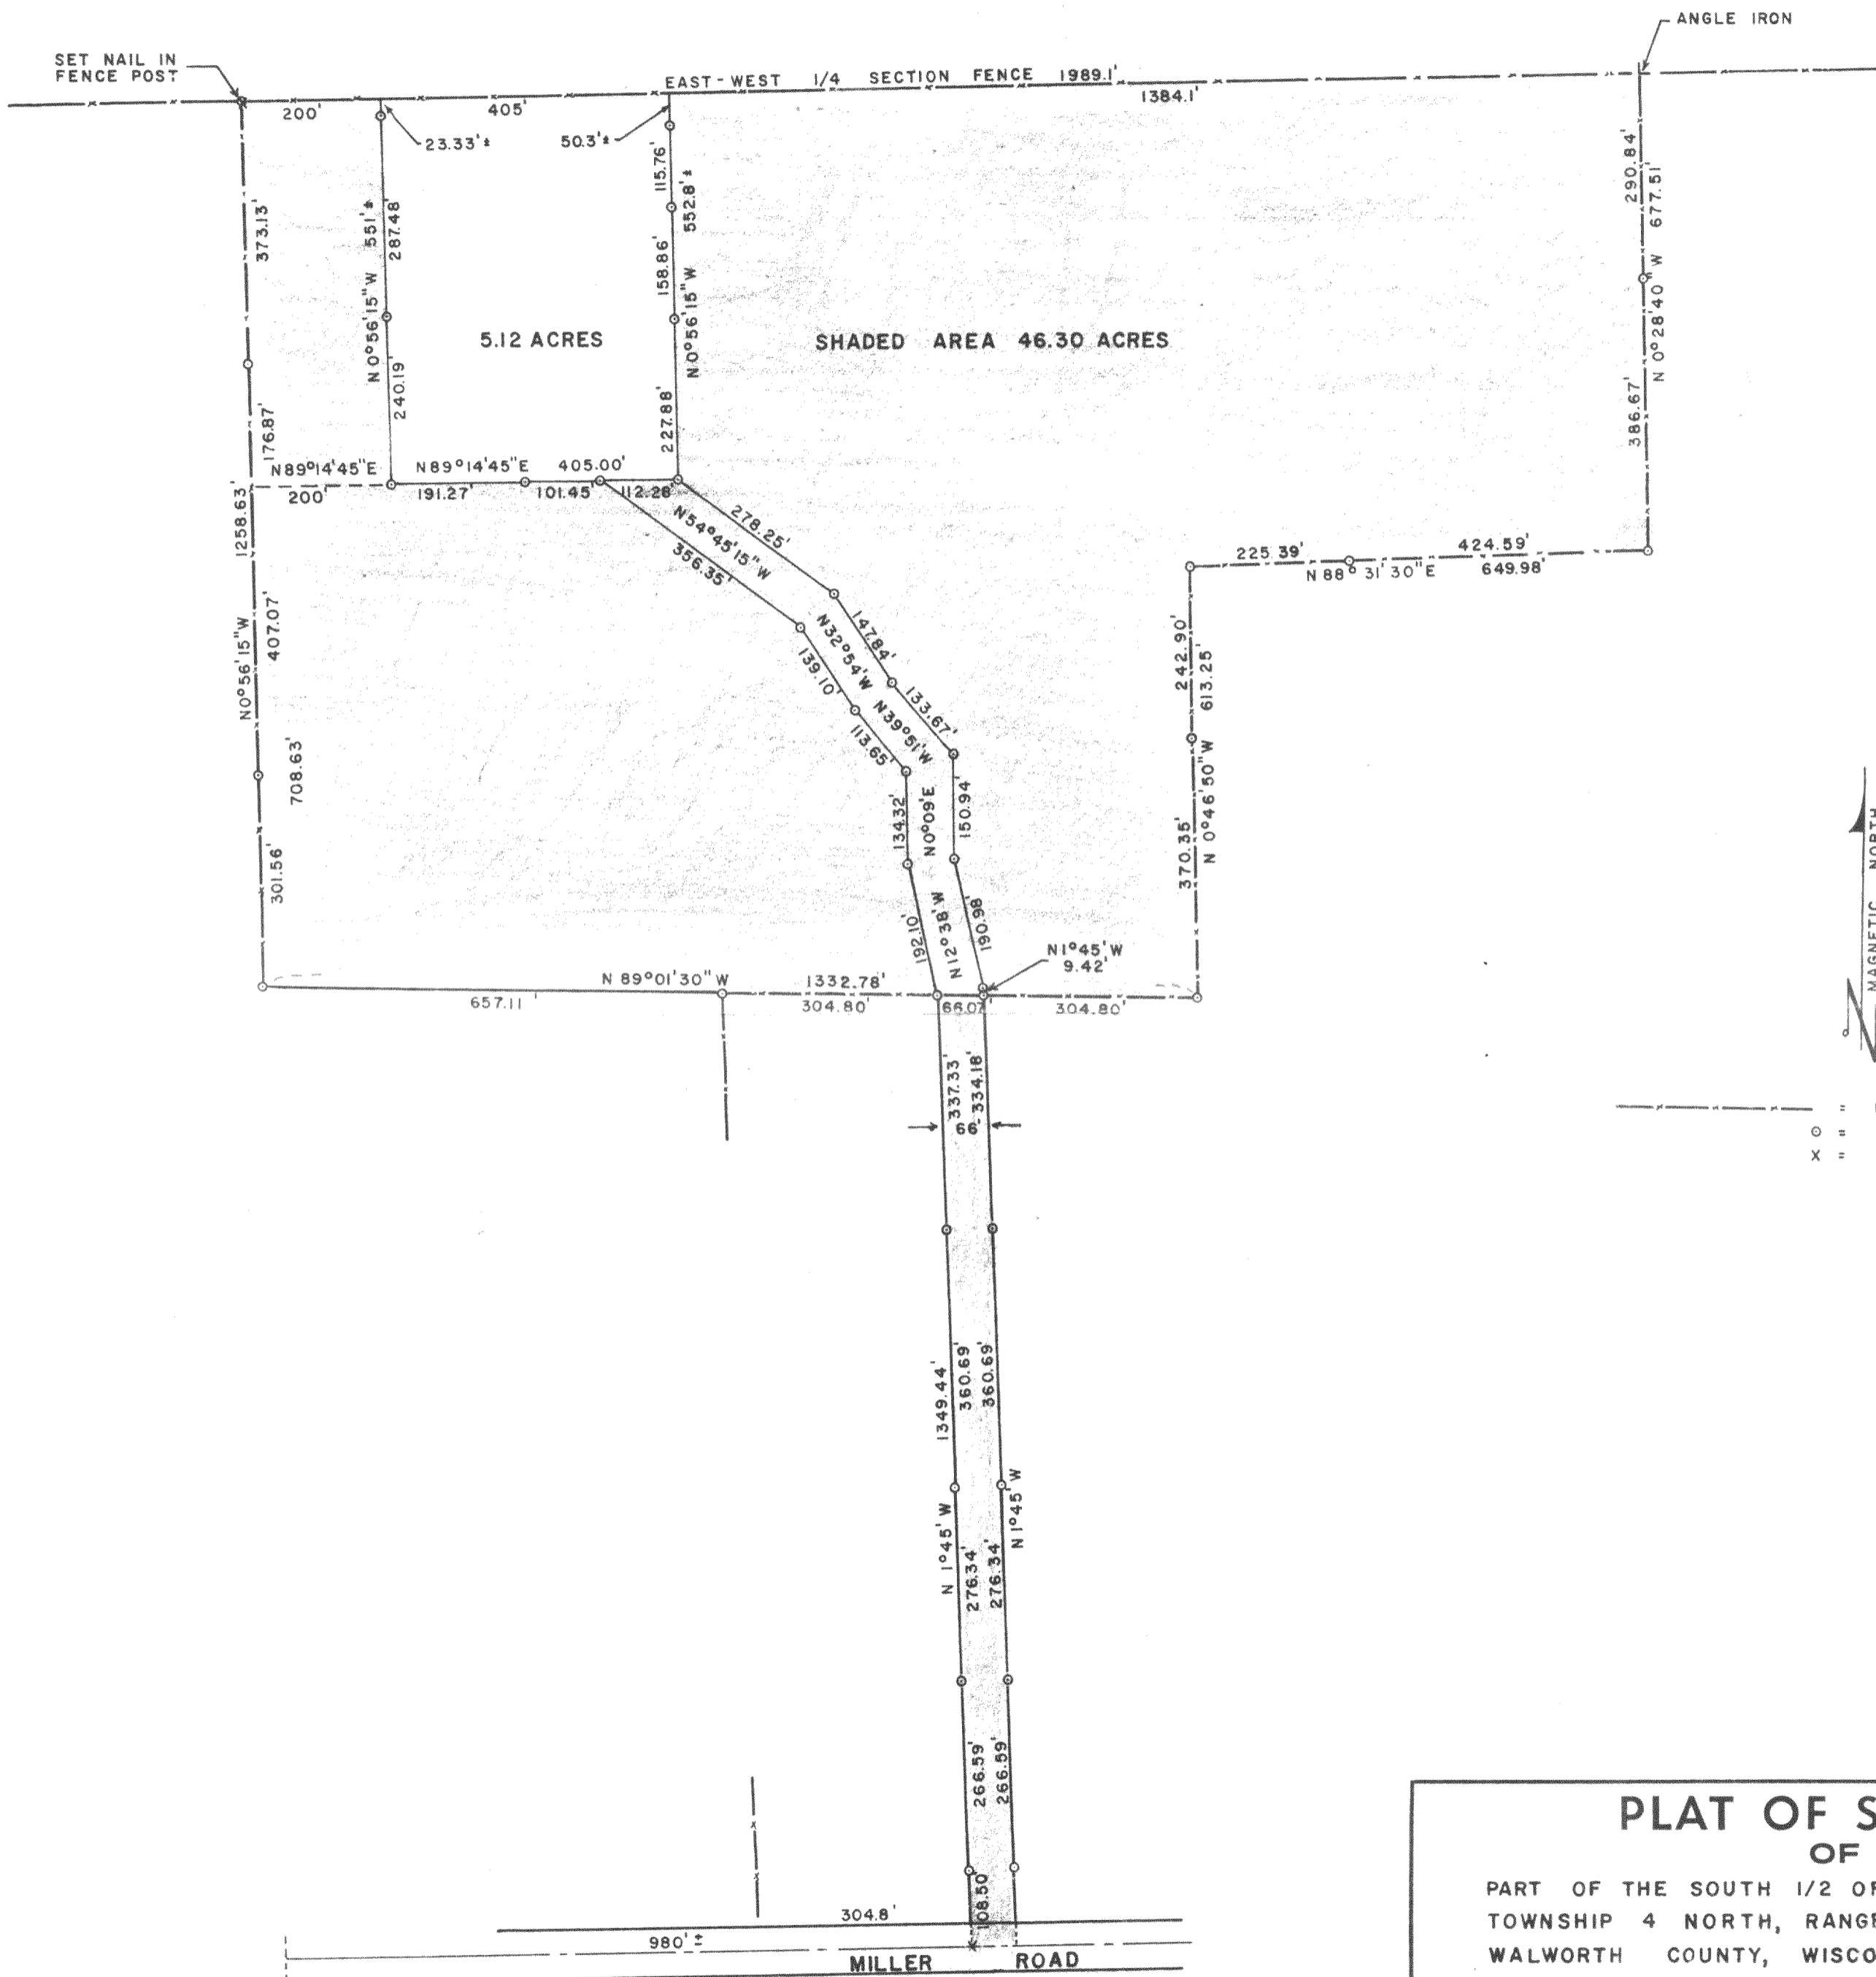 ANGLE IRON
SET NAIL IN
FENCE POST
EAST-WEST 1/4 SECTION FENCE 1989.1'
200'
405'
1384.1'
23.33'±
50.3'±
373.13'
N 0°56'15" W 551'±
287.48'
240.19'
115.76'
158.86'
N 0°56'15" W 552.8'±
227.88'
290.84'
N 0°28'40" W 677.51'
386.67'
5.12 ACRES
SHADED AREA 46.30 ACRES
176.87'
N89°14'45"E
200'
N89°14'45"E 405.00'
191.27'
101.45'
112.28'
N0°56'15" W 1258.63'
407.07'
708.63'
301.56'
278.25'
N54°45'15" W
356.35'
147.84'
N32°54' W
139.10'
133.67'
N39°51' W
113.65'
134.32'
N0°09' E
150.94'
192.10'
N12°38' W
190.98'
N1°45' W
9.42'
225.39'
424.59'
N 88° 31'30" E
649.98'
242.90'
N 0°46'50" W 613.25'
370.35'
N 89°01'30" W
1332.78'
657.11'
304.80'
66.07'
304.80'
MAGNETIC NORTH
N
=
=
X =
337.33'
334.18'
66'
N 1°45' W 1349.44'
360.69'
360.69'
N 1°45' W
276.34'
276.34'
266.59'
266.59'
108.50'
304.8'
980'±
MILLER ROAD
PLAT OF S
OF
PART OF THE SOUTH 1/2 OF
TOWNSHIP 4 NORTH, RANGE
WALWORTH COUNTY, WISCO